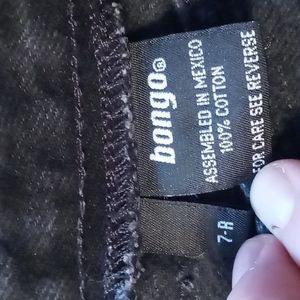 bongo®
ASSEMBLED IN MEXICO
100% COTTON
FOR CARE SEE REVERSE
7-R